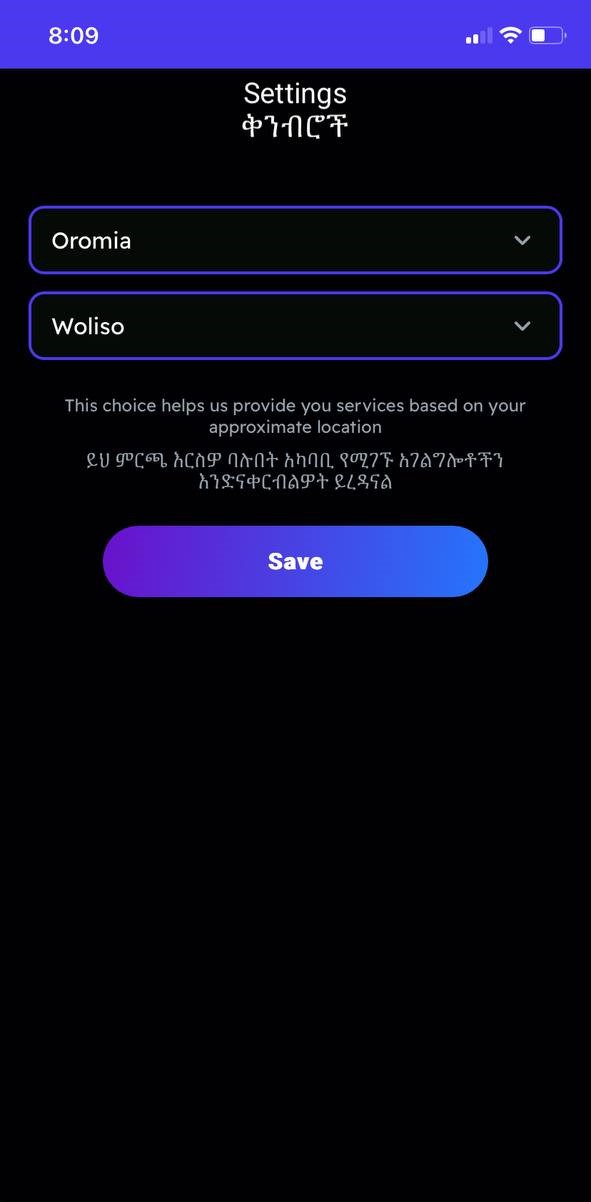 8:09
Settings
ቅንብሮች
Oromia
Woliso
This choice helps us provide you services based on your
approximate location
ይህ ምርጫ እርስዎ ባሉበት አካባቢ የሚገኙ አገልግሎቶችን
እንድናቀርብልዎት ይረዳናል
Save